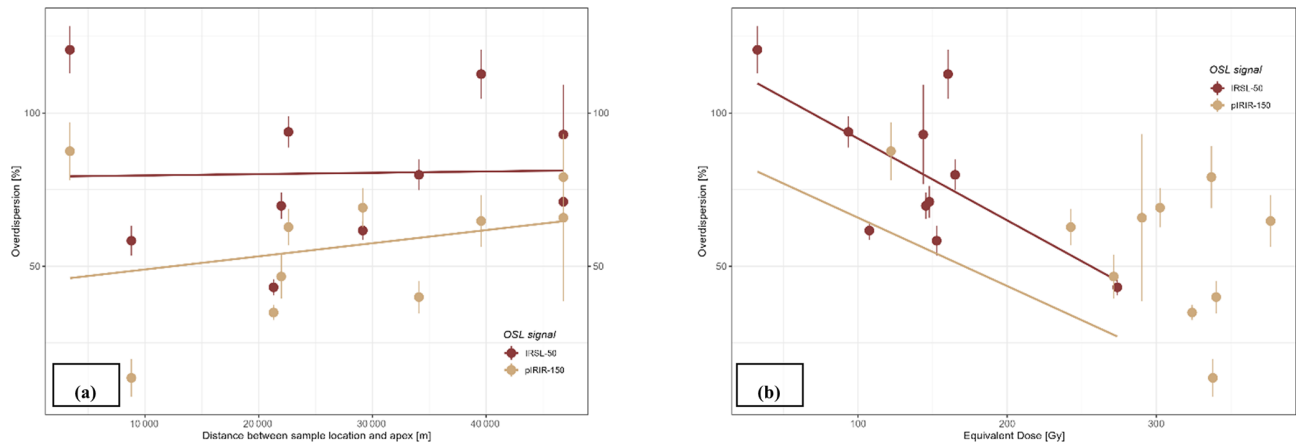 100
50
Overdispersion [%]
100
50
OSL signal
IRSL-50
pIRIR-150
(a)
10 000
20 000
30 000
40 000
Distance between sample location and apex [m]
100
50
Overdispersion [%]
OSL signal
IRSL-50
pIRIR-150
(b)
100
200
300
Equivalent Dose [Gy]